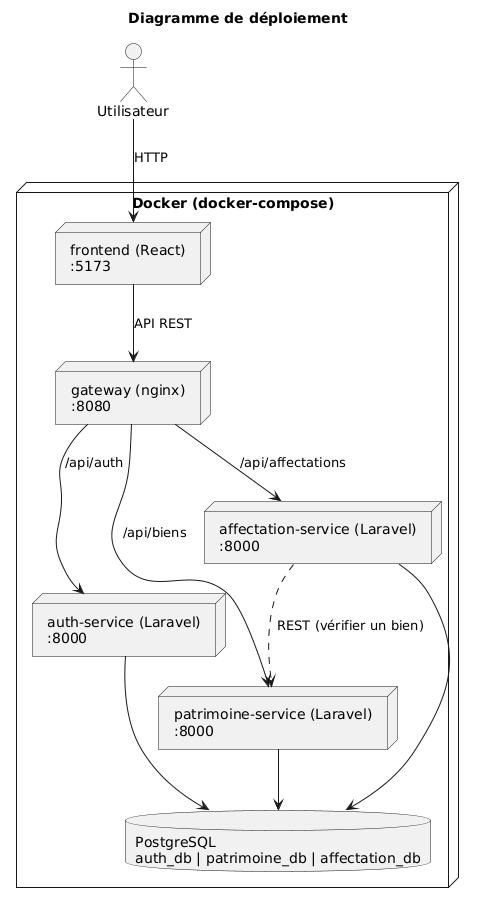 Diagramme de déploiement
Utilisateur
HTTP
Docker (docker-compose)
frontend (React)
:5173
API REST
gateway (nginx)
:8080
/api/auth
/api/affectations
/api/biens
affectation-service (Laravel)
:8000
auth-service (Laravel)
:8000
REST (vérifier un bien)
patrimoine-service (Laravel)
:8000
PostgreSQL
auth_db | patrimoine_db | affectation_db